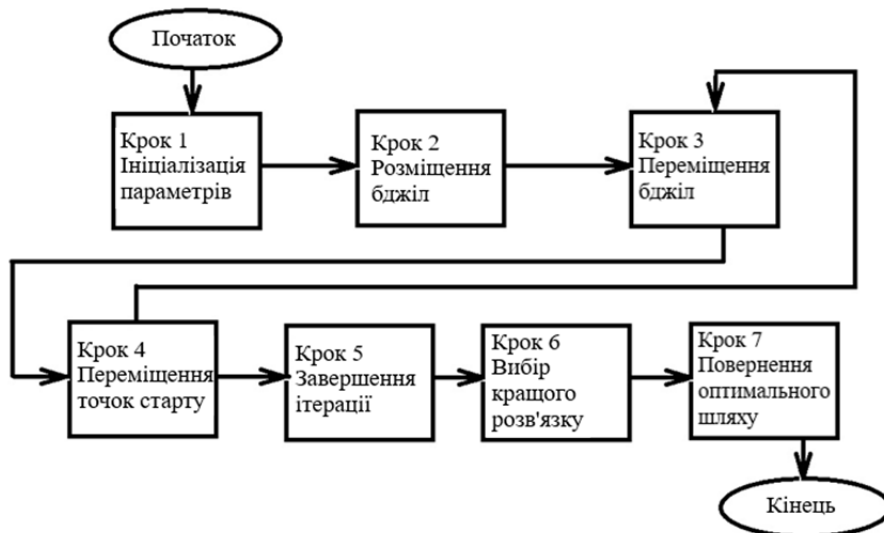 Початок
Крок 1
Ініціалізація
параметрів
Крок 2
Розміщення
бджіл
Крок 3
Переміщення
бджіл
Крок 4
Переміщення
точок старту
Крок 5
Завершення
ітерації
Крок 6
Вибір
кращого
розв'язку
Крок 7
Повернення
оптимального
шляху
Кінець